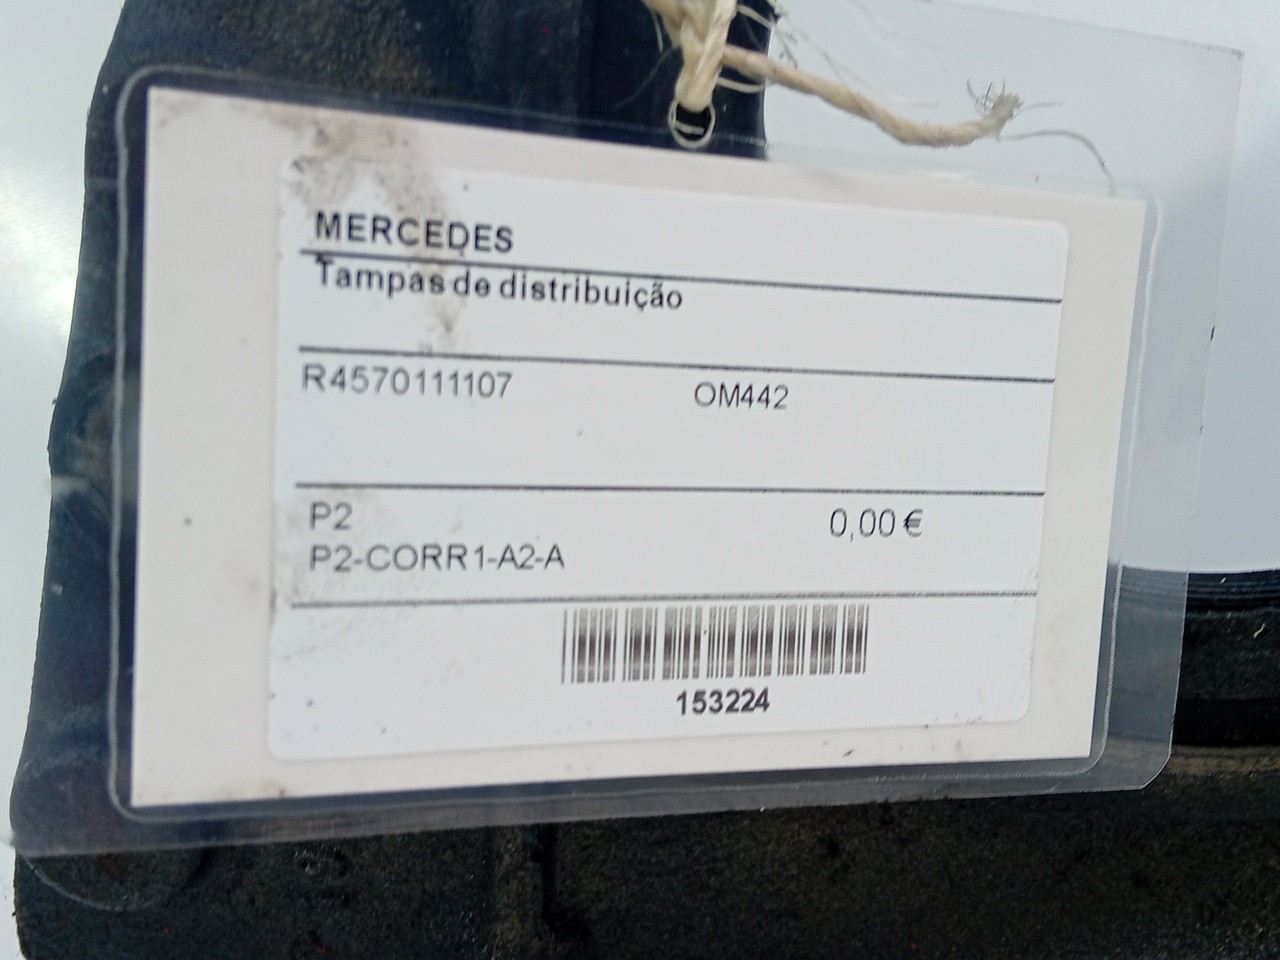 MERCEDES
Tampas de distribuição
R4570111107 OM442
P2 0,00 €
P2-CORR1-A2-A
153224